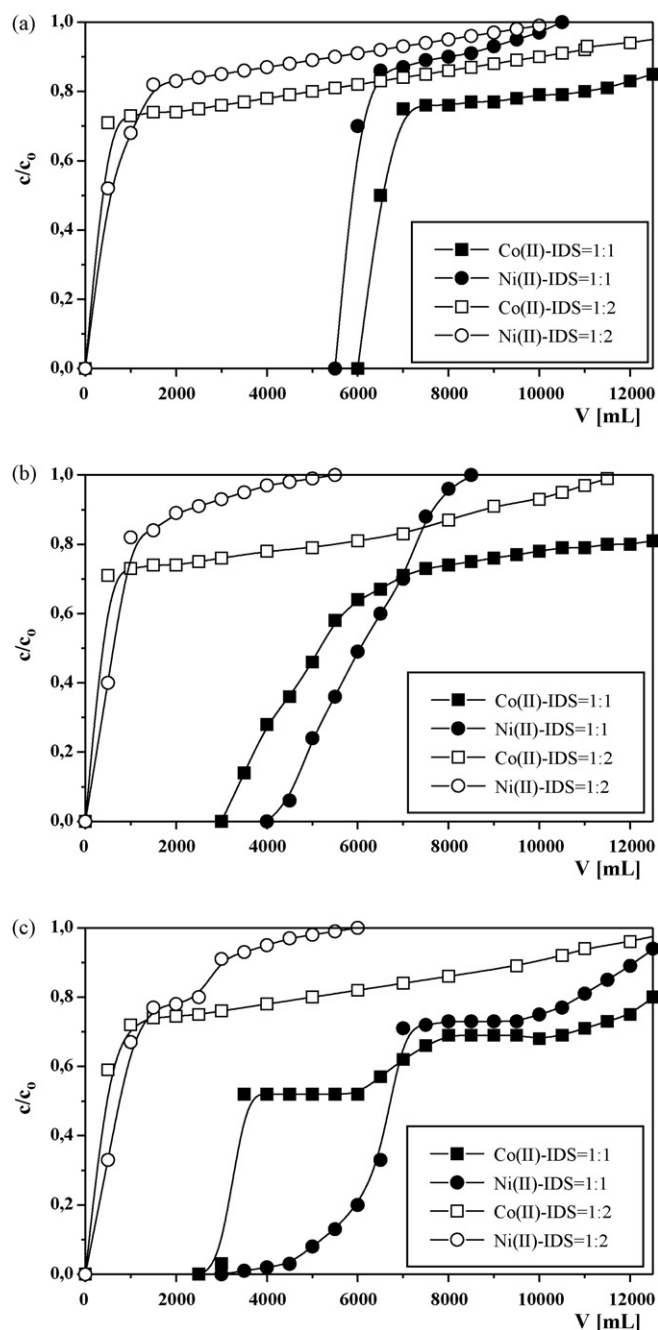 (a)
1,0
0,8
0,6
0,4
0,2
0,0
c/c₀
Co(II)-IDS=1:1
Ni(II)-IDS=1:1
Co(II)-IDS=1:2
Ni(II)-IDS=1:2
0 2000 4000 6000 8000 10000 12000
V [mL]
(b)
1,0
0,8
0,6
0,4
0,2
0,0
c/c₀
Co(II)-IDS=1:1
Ni(II)-IDS=1:1
Co(II)-IDS=1:2
Ni(II)-IDS=1:2
0 2000 4000 6000 8000 10000 12000
V [mL]
(c)
1,0
0,8
0,6
0,4
0,2
0,0
c/c₀
Co(II)-IDS=1:1
Ni(II)-IDS=1:1
Co(II)-IDS=1:2
Ni(II)-IDS=1:2
0 2000 4000 6000 8000 10000 12000
V [mL]